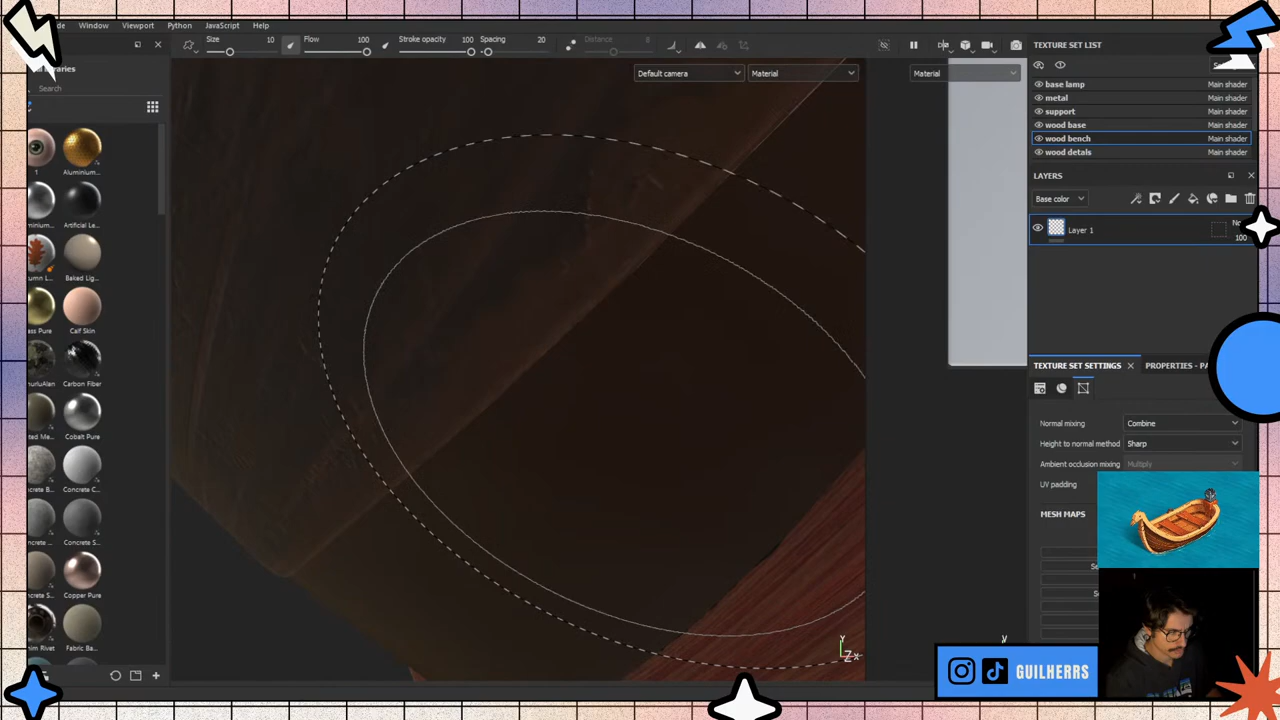 de Window Viewport Python JavaScript Help
Size 10 Flow 100 Stroke opacity 100 Spacing 20 Distance 8
TEXTURE SET LIST
Search
Default camera Material Material
base lamp Main shader
metal Main shader
support Main shader
wood base Main shader
wood bench Main shader
wood detals Main shader
LAYERS
Base color
Layer 1
100
1 Aluminium...
Artificial Le...
Baked Lig...
Calf Skin
Carbon Fiber
Cobalt Pure
Concrete C...
Concrete S...
Copper Pure
Fabric Ba...
TEXTURE SET SETTINGS PROPERTIES - PA
Normal mixing Combine
Height to normal method Sharp
Ambient occlusion mixing Multiply
UV padding
MESH MAPS
Y
Z X
y
GUILHERRS